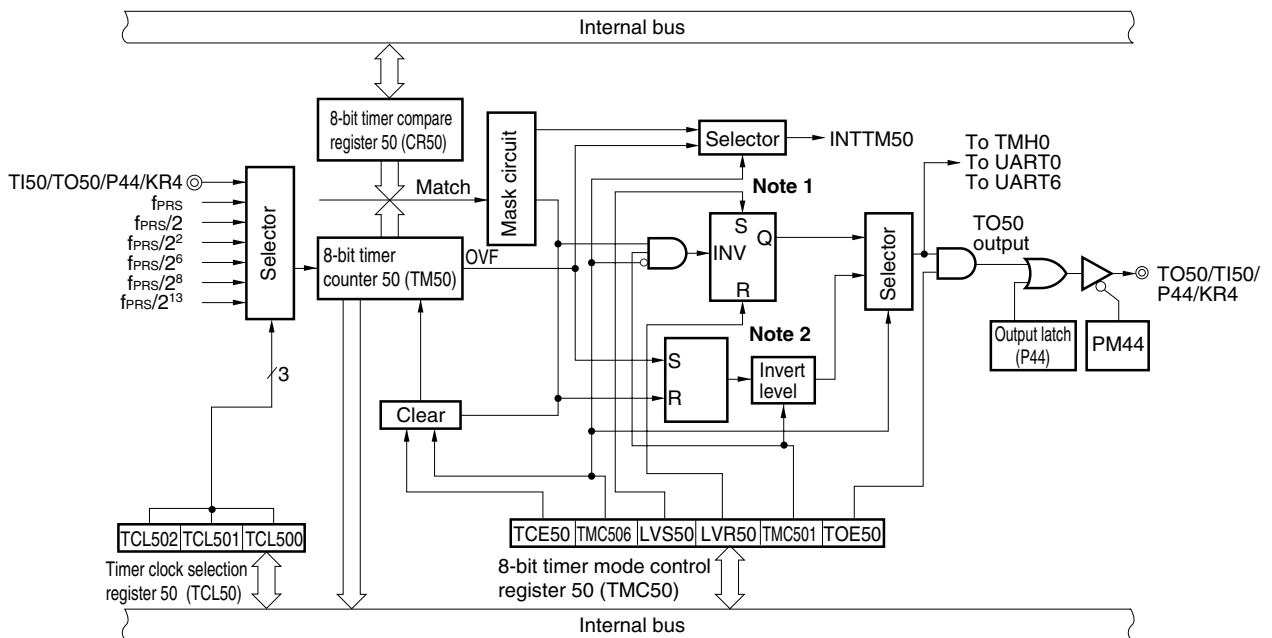 Internal bus
8-bit timer compare
register 50 (CR50)
Mask circuit
Selector
INTTM50
To TMH0
To UART0
To UART6
TI50/TO50/P44/KR4
fPRS
fPRS/2
fPRS/2²
fPRS/2⁶
fPRS/2⁸
fPRS/2¹³
Selector
Match
Note 1
8-bit timer
counter 50 (TM50)
OVF
S
INV
Q
R
Selector
TO50
output
TO50/TI50/
P44/KR4
Note 2
Output latch
(P44)
PM44
S
R
Invert
level
3
Clear
TCL502 TCL501 TCL500
Timer clock selection
register 50 (TCL50)
TCE50 TMC506 LVS50 LVR50 TMC501 TOE50
8-bit timer mode control
register 50 (TMC50)
Internal bus